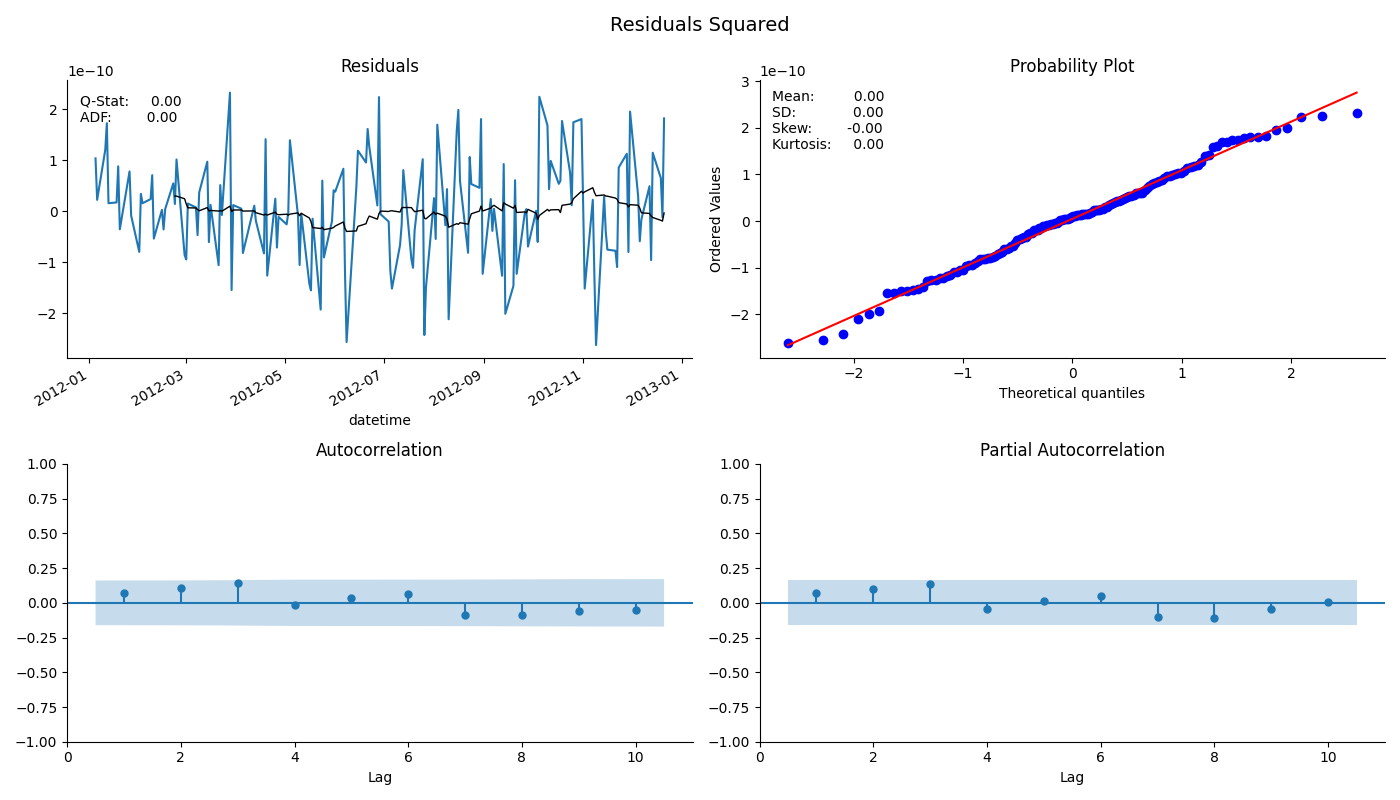 Residuals Squared
Residuals
1e−10
Q-Stat: 0.00
ADF: 0.00
2
1
0
−1
−2
2012-01
2012-03
2012-05
2012-07
2012-09
2012-11
2013-01
datetime
Probability Plot
1e−10
Mean: 0.00
SD: 0.00
Skew: -0.00
Kurtosis: 0.00
Ordered Values
3
2
1
0
−1
−2
−2
−1
0
1
2
Theoretical quantiles
Autocorrelation
1.00
0.75
0.50
0.25
0.00
−0.25
−0.50
−0.75
−1.00
0
2
4
6
8
10
Lag
Partial Autocorrelation
1.00
0.75
0.50
0.25
0.00
−0.25
−0.50
−0.75
−1.00
0
2
4
6
8
10
Lag